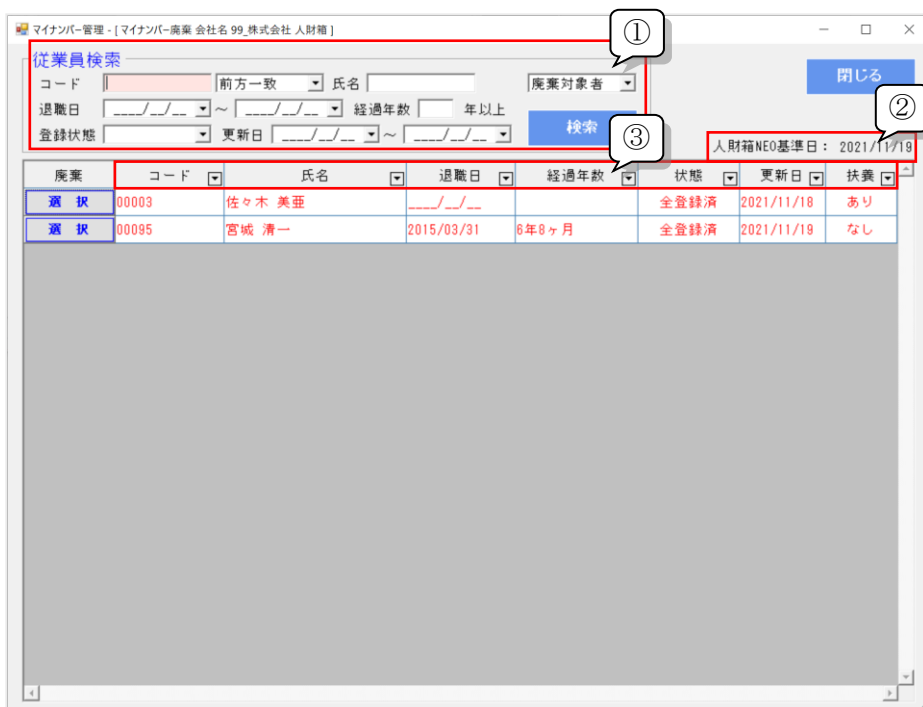 マイナンバー管理 - [ マイナンバー廃棄 会社名 99_株式会社 人財箱 ]
①
従業員検索
コード 前方一致 氏名 廃棄対象者
閉じる
退職日 ____/__/__ ～ ____/__/__ 経過年数 年以上
②
登録状態 更新日 ____/__/__ ～ ____/__/__ 検索
③
人財箱NEO基準日： 2021/11/19
廃棄 コード 氏名 退職日 経過年数 状態 更新日 扶養
選 択 00003 佐々木 美亜 ____/__/__ 全登録済 2021/11/18 あり
選 択 00095 宮城 清一 2015/03/31 6年8ヶ月 全登録済 2021/11/19 なし